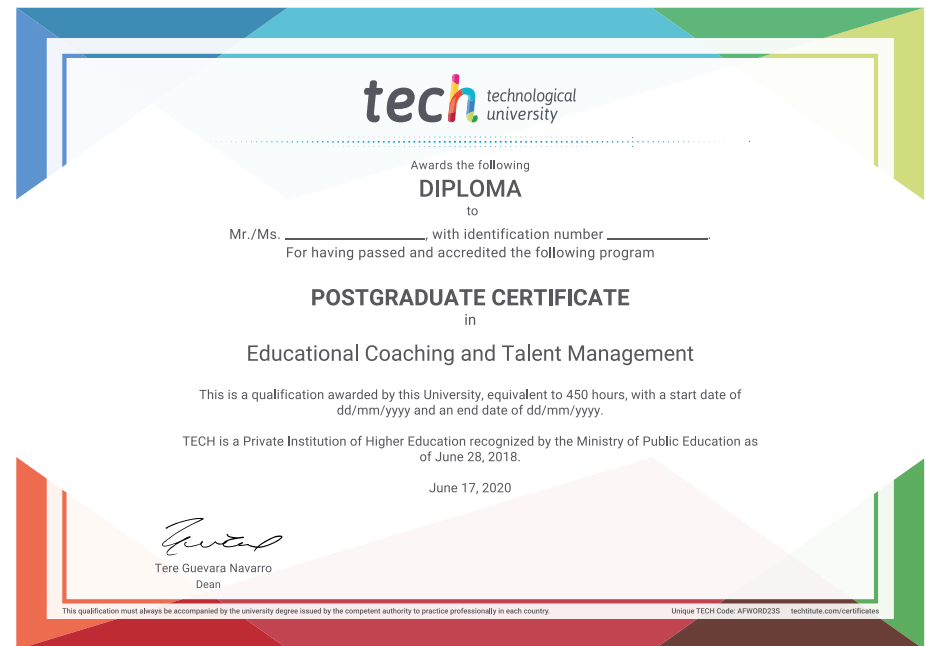 tech technological
university
Awards the following
DIPLOMA
to
Mr./Ms. ____________________, with identification number ______________.
For having passed and accredited the following program
POSTGRADUATE CERTIFICATE
in
Educational Coaching and Talent Management
This is a qualification awarded by this University, equivalent to 450 hours, with a start date of
dd/mm/yyyy and an end date of dd/mm/yyyy.
TECH is a Private Institution of Higher Education recognized by the Ministry of Public Education as
of June 28, 2018.
June 17, 2020
Tere Guevara Navarro
Dean
This qualification must always be accompanied by the university degree issued by the competent authority to practice professionally in each country.
Unique TECH Code: AFWORD23S techtitute.com/certificates